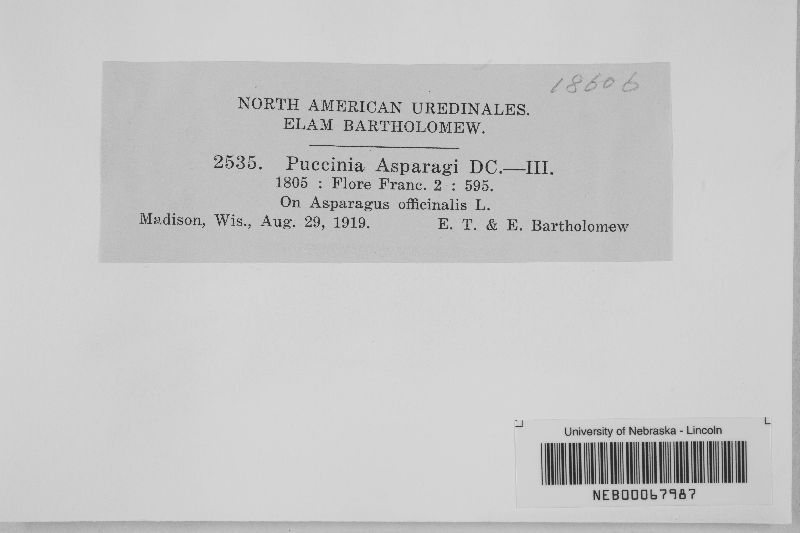 18606
NORTH AMERICAN UREDINALES.
ELAM BARTHOLOMEW.
2535. Puccinia Asparagi DC.—III.
1805 : Flore Franc. 2 : 595.
On Asparagus officinalis L.
Madison, Wis., Aug. 29, 1919. E. T. & E. Bartholomew
University of Nebraska - Lincoln
NEB00067987